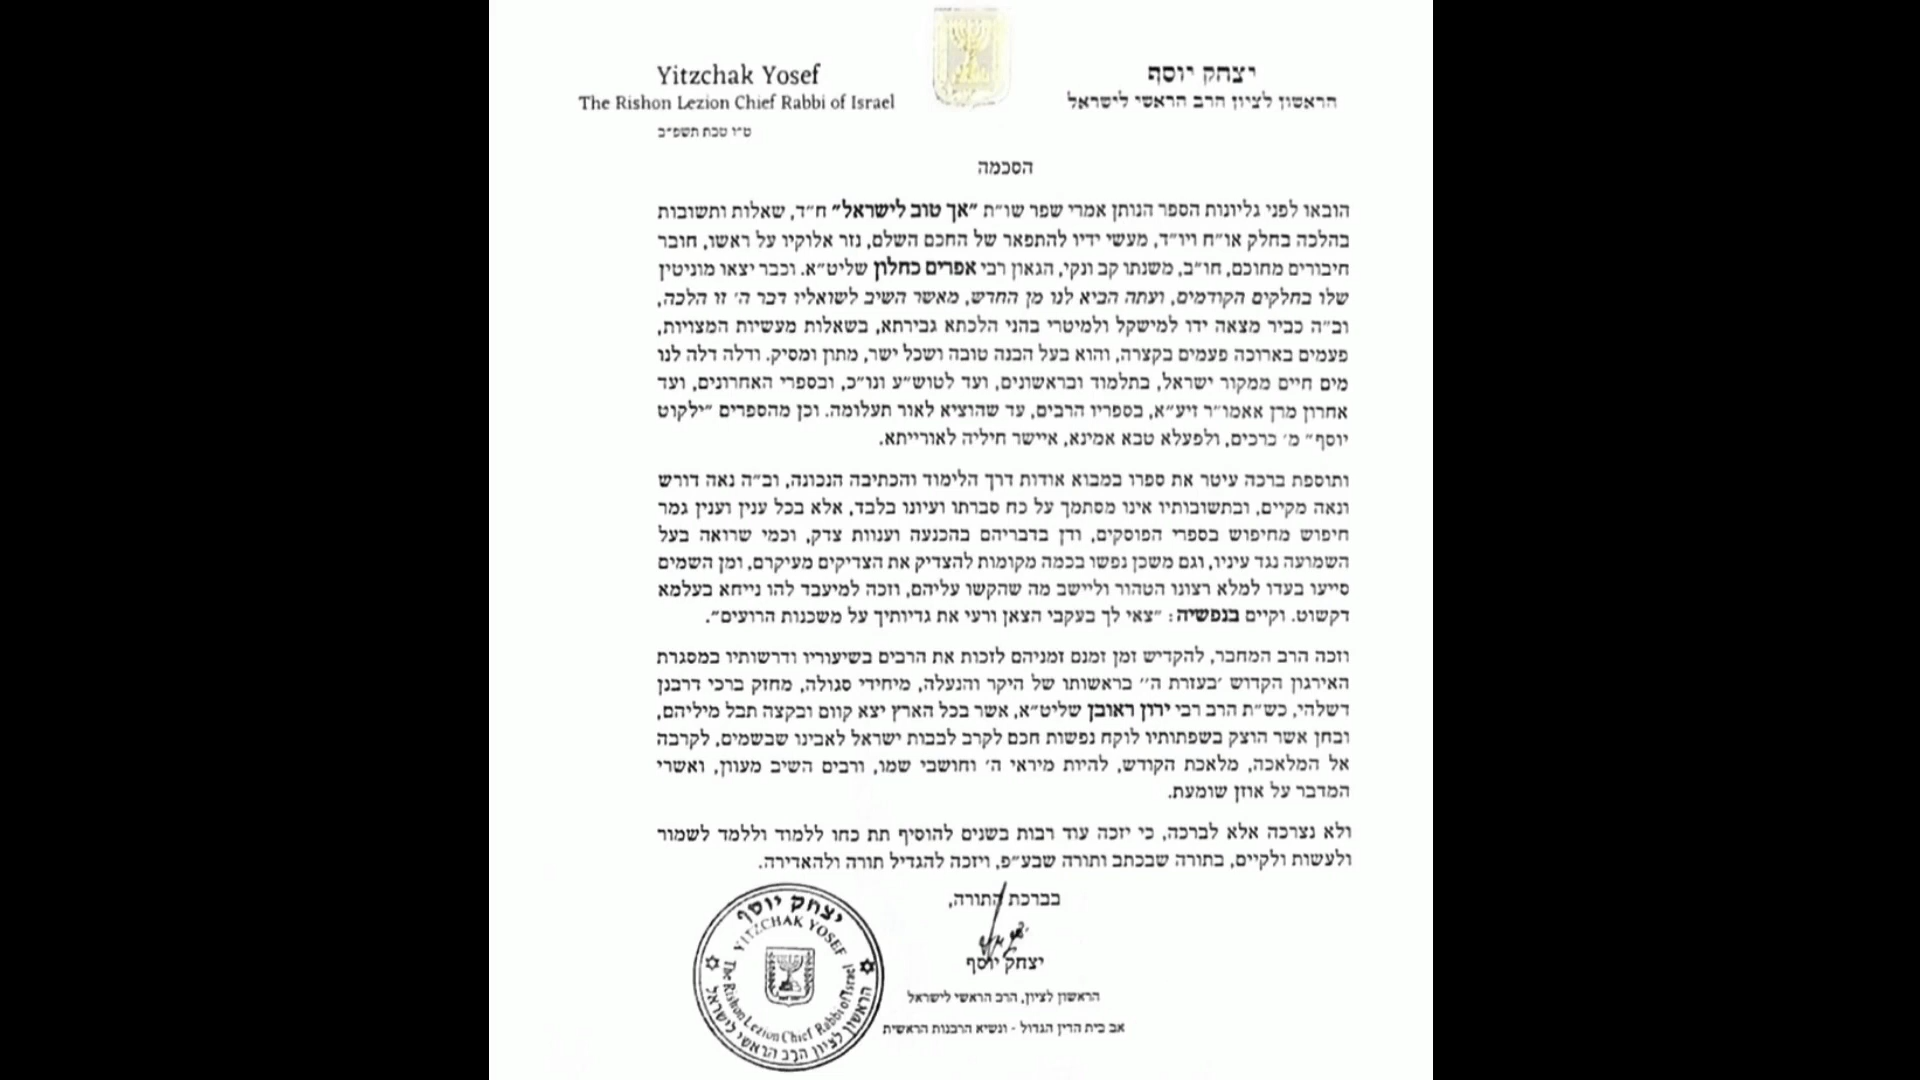 יצחק יוסף
הראשון לציון הרב הראשי לישראל
Yitzchak Yosef
The Rishon Lezion Chief Rabbi of Israel
ט״ו טבת תשפ״ב
הסכמה
הובאו לפני גליונות הספר הנותן אמרי שפר שו״ת ״אך טוב לישראל״ ח״ד, שאלות ותשובות
בהלכה בחלק או״ח ויו״ד, מעשי ידיו להתפאר של החכם השלם, נזר אלוקיו על ראשו, חובר
חיבורים מחוכם, חו״ב, משנתו קב ונקי, הגאון רבי אפרים כחלון שליט״א. וכבר יצאו מוניטין
שלו בחלקים הקודמים, ועתה הביא לנו מן החדש, מאשר השיב לשואליו דבר ה׳ זו הלכה,
וב״ה כביר מצאה ידו למישקל ולמיטרי בהני הלכתא גבירתא, בשאלות מעשיות המצויות,
פעמים בארוכה פעמים בקצרה, והוא בעל הבנה טובה ושכל ישר, מתון ומסיק. ודלה דלה לנו
מים חיים ממקור ישראל, בתלמוד ובראשונים, ועד לטוש״ע ונו״כ, ובספרי האחרונים, ועד
אחרון מרן אאמו״ר זיע״א, בספריו הרבים, עד שהוציא לאור תעלומה. וכן מהספרים ״ילקוט
יוסף״ מ׳ כרכים, ולפעלא טבא אמינא, איישר חיליה לאורייתא.
ותוספת ברכה עיטר את ספרו במבוא אודות דרך הלימוד והכתיבה הנכונה, וב״ה נאה דורש
ונאה מקיים, ובתשובותיו אינו מסתמך על כח סברתו ועיונו בלבד, אלא בכל ענין וענין גמר
חיפוש מחיפוש בספרי הפוסקים, ודן בדבריהם בהכנעה וענוות צדק, וכמי שרואה בעל
השמועה נגד עיניו, וגם משכן נפשו בכמה מקומות להצדיק את הצדיקים מעיקרם, ומן השמים
סייעו בעדו למלא רצונו הטהור וליישב מה שהקשו עליהם, וזכה למיעבד להו נייחא בעלמא
דקשוט. וקיים בנפשיה: ״צאי לך בעקבי הצאן ורעי את גדיותיך על משכנות הרועים״.
וזכה הרב המחבר, להקדיש זמן זמנם זמניהם לזכות את הרבים בשיעוריו ודרשותיו במסגרת
האירגון הקדוש ׳בעזרת ה׳׳ בראשותו של היקר והנעלה, מיחידי סגולה, מחזק ברכי דרבנן
דשלהי, כש״ת הרב רבי ירון ראובן שליט״א, אשר בכל הארץ יצא קוום ובקצה תבל מיליהם,
ובחן אשר הוצק בשפתותיו לוקח נפשות חכם לקרב לבבות ישראל לאבינו שבשמים, לקרבה
אל המלאכה, מלאכת הקודש, להיות מיראי ה׳ וחושבי שמו, ורבים השיב מעוון, ואשרי
המדבר על אוזן שומעת.
ולא נצרכה אלא לברכה, כי יזכה עוד רבות בשנים להוסיף תת כחו ללמוד וללמד לשמור
ולעשות ולקיים, בתורה שבכתב ותורה שבע״פ, ויזכה להגדיל תורה ולהאדירה.
בברכת התורה,
יצחק יוסף
הראשון לציון, הרב הראשי לישראל
אב בית הדין הגדול - ונשיא הרבנות הראשית
יצחק יוסף
YITZCHAK YOSEF
The Rishon Lezion Chief Rabbi of Israel
הראשון לציון הרב הראשי לישראל